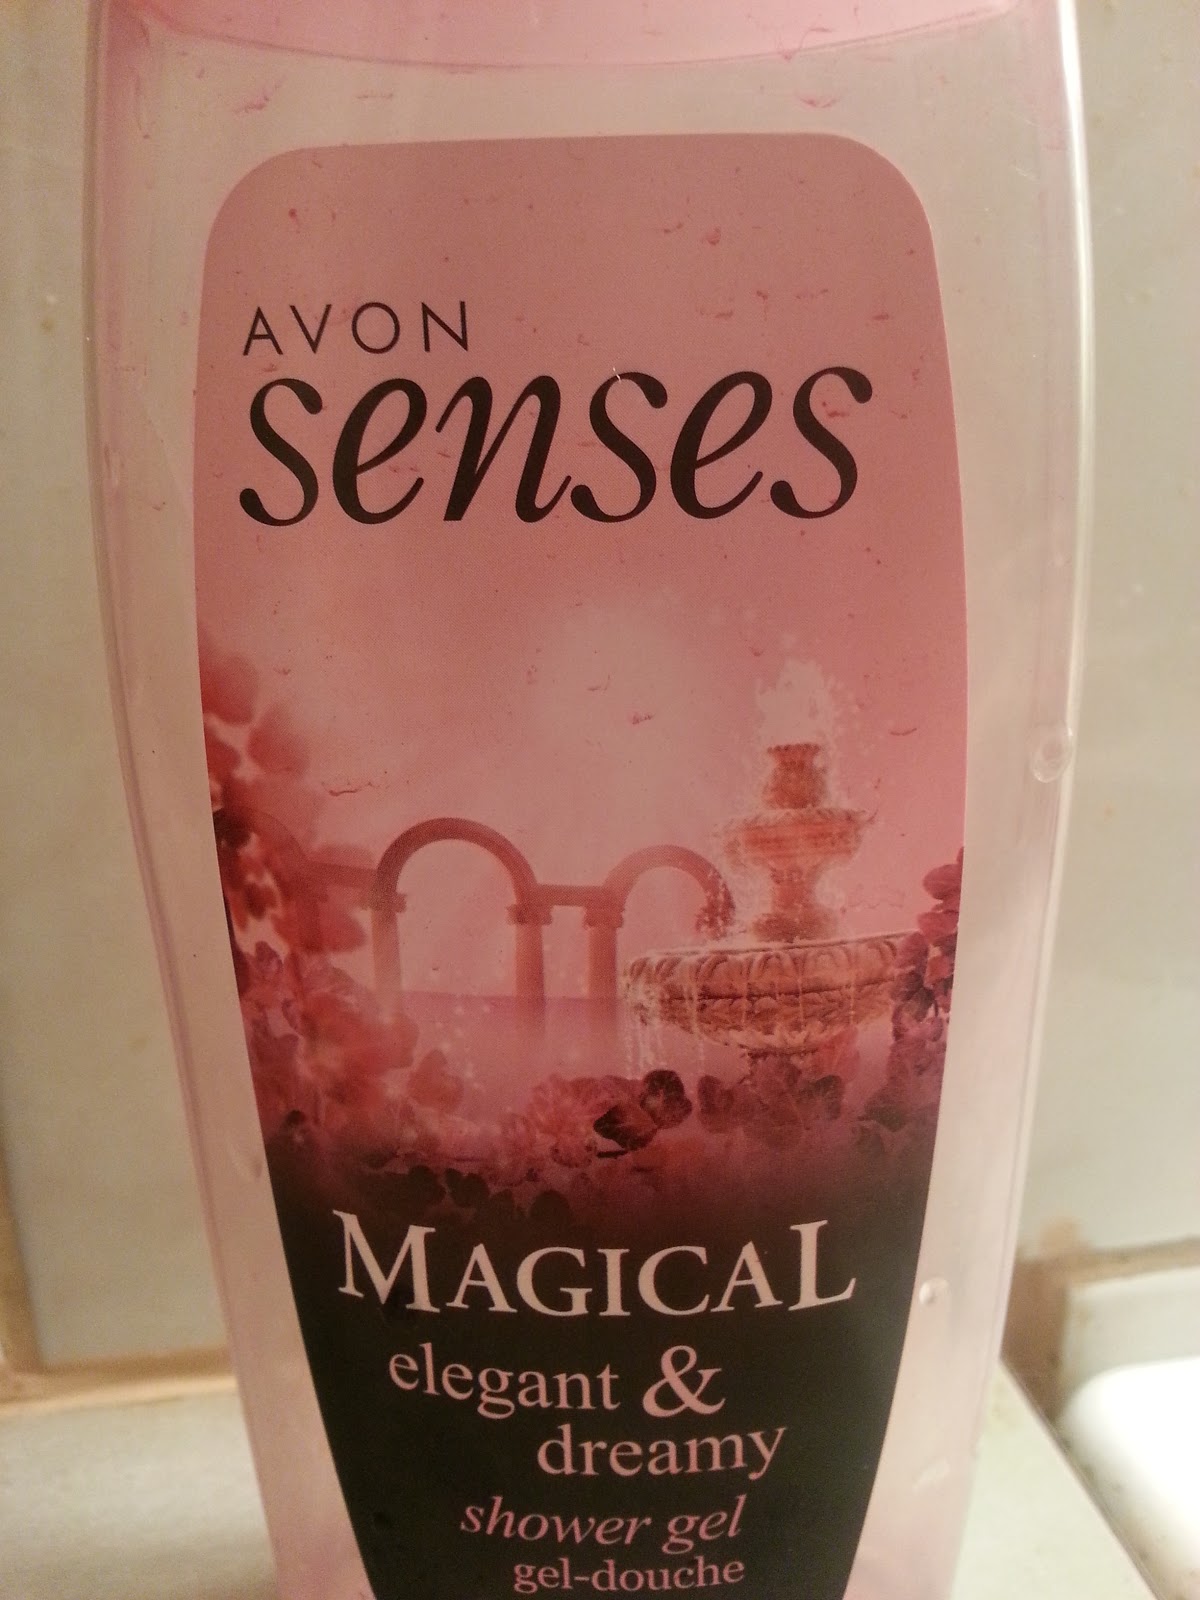 AVON
senses
MAGICAL
elegant &
dreamy
shower gel
gel-douche